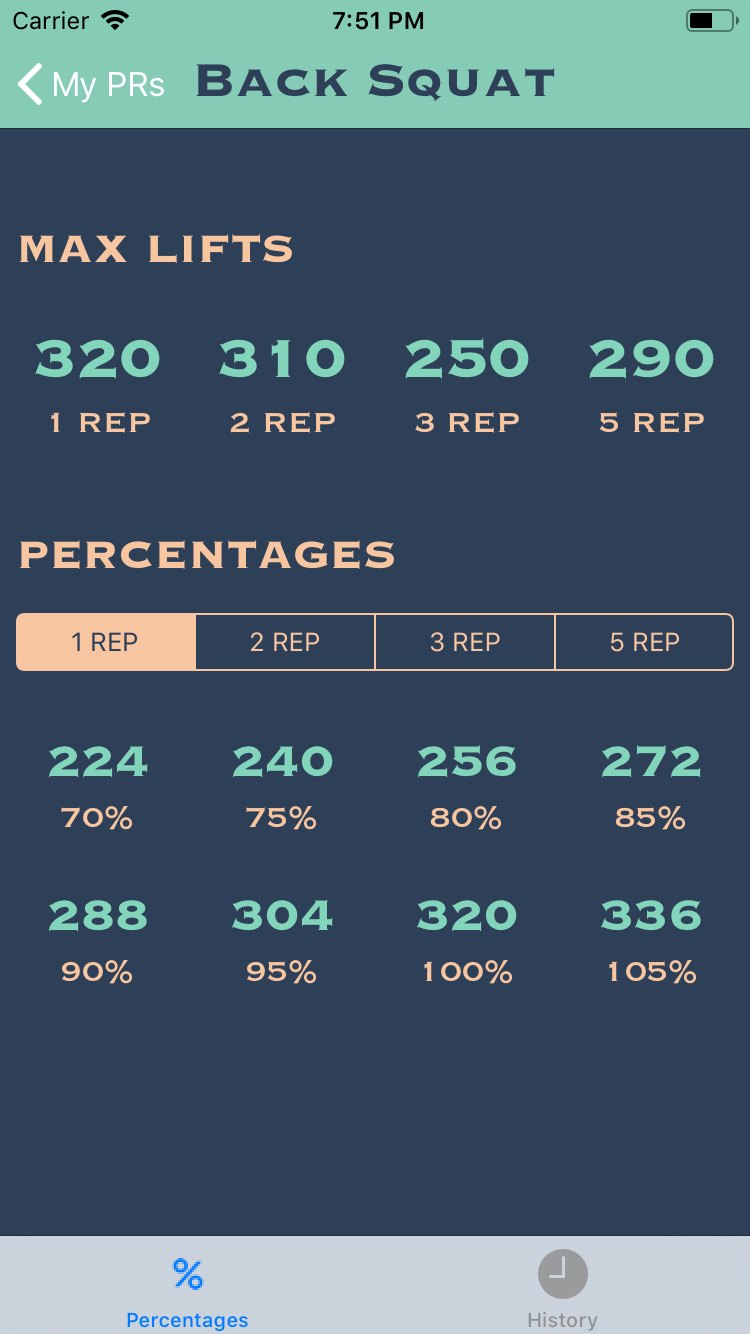 Carrier 7:51 PM
My PRs Back Squat
MAX LIFTS
320 310 250 290
1 REP 2 REP 3 REP 5 REP
PERCENTAGES
1 REP 2 REP 3 REP 5 REP
224 240 256 272
70% 75% 80% 85%
288 304 320 336
90% 95% 100% 105%
%
Percentages History